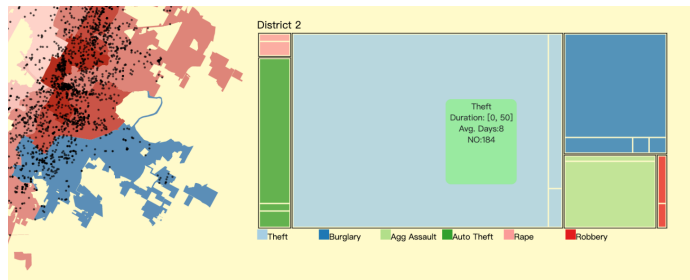 District 2
Theft
Duration: [0, 50]
Avg. Days:8
NO:184
Theft Burglary Agg Assault Auto Theft Rape Robbery